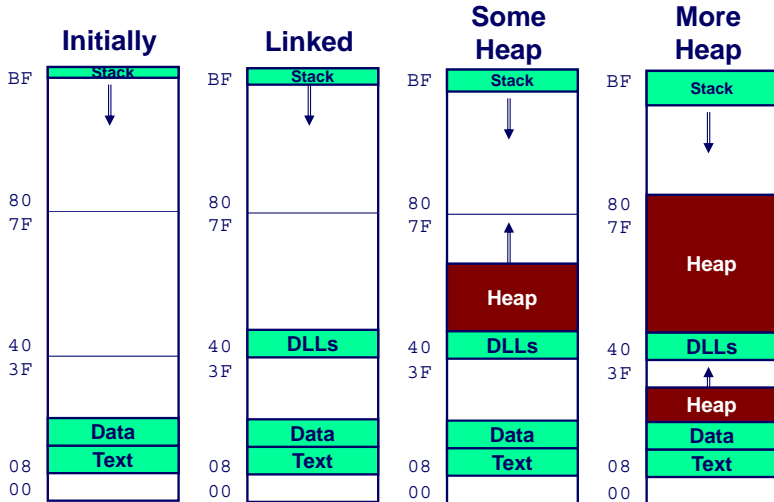 Initially
BF
Stack
80
7F
40
3F
Data
Text
08
00
Linked
BF
Stack
80
7F
40
DLLs
3F
Data
Text
08
00
Some
Heap
BF
Stack
80
7F
Heap
40
DLLs
3F
Data
Text
08
00
More
Heap
BF
Stack
80
7F
Heap
40
DLLs
3F
Heap
Data
Text
08
00